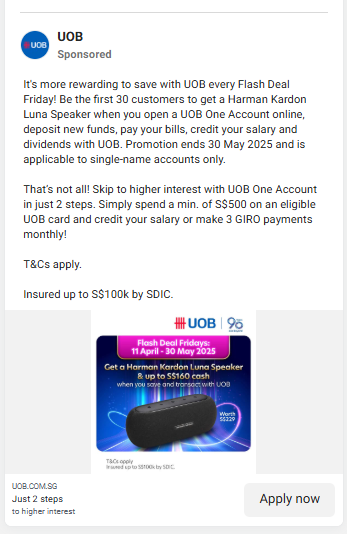 UOB
UOB
Sponsored
It's more rewarding to save with UOB every Flash Deal
Friday! Be the first 30 customers to get a Harman Kardon
Luna Speaker when you open a UOB One Account online,
deposit new funds, pay your bills, credit your salary and
dividends with UOB. Promotion ends 30 May 2025 and is
applicable to single-name accounts only.
That's not all! Skip to higher interest with UOB One Account
in just 2 steps. Simply spend a min. of S$500 on an eligible
UOB card and credit your salary or make 3 GIRO payments
monthly!
T&Cs apply.
Insured up to S$100k by SDIC.
UOB
Flash Deal Fridays:
11 April - 30 May 2025
Get a Harman Kardon Luna Speaker
& up to S$160 cash
when you save and transact with UOB
Worth
S$229
T&Cs apply
Insured up to S$100k by SDIC.
UOB.COM.SG
Just 2 steps
to higher interest
Apply now